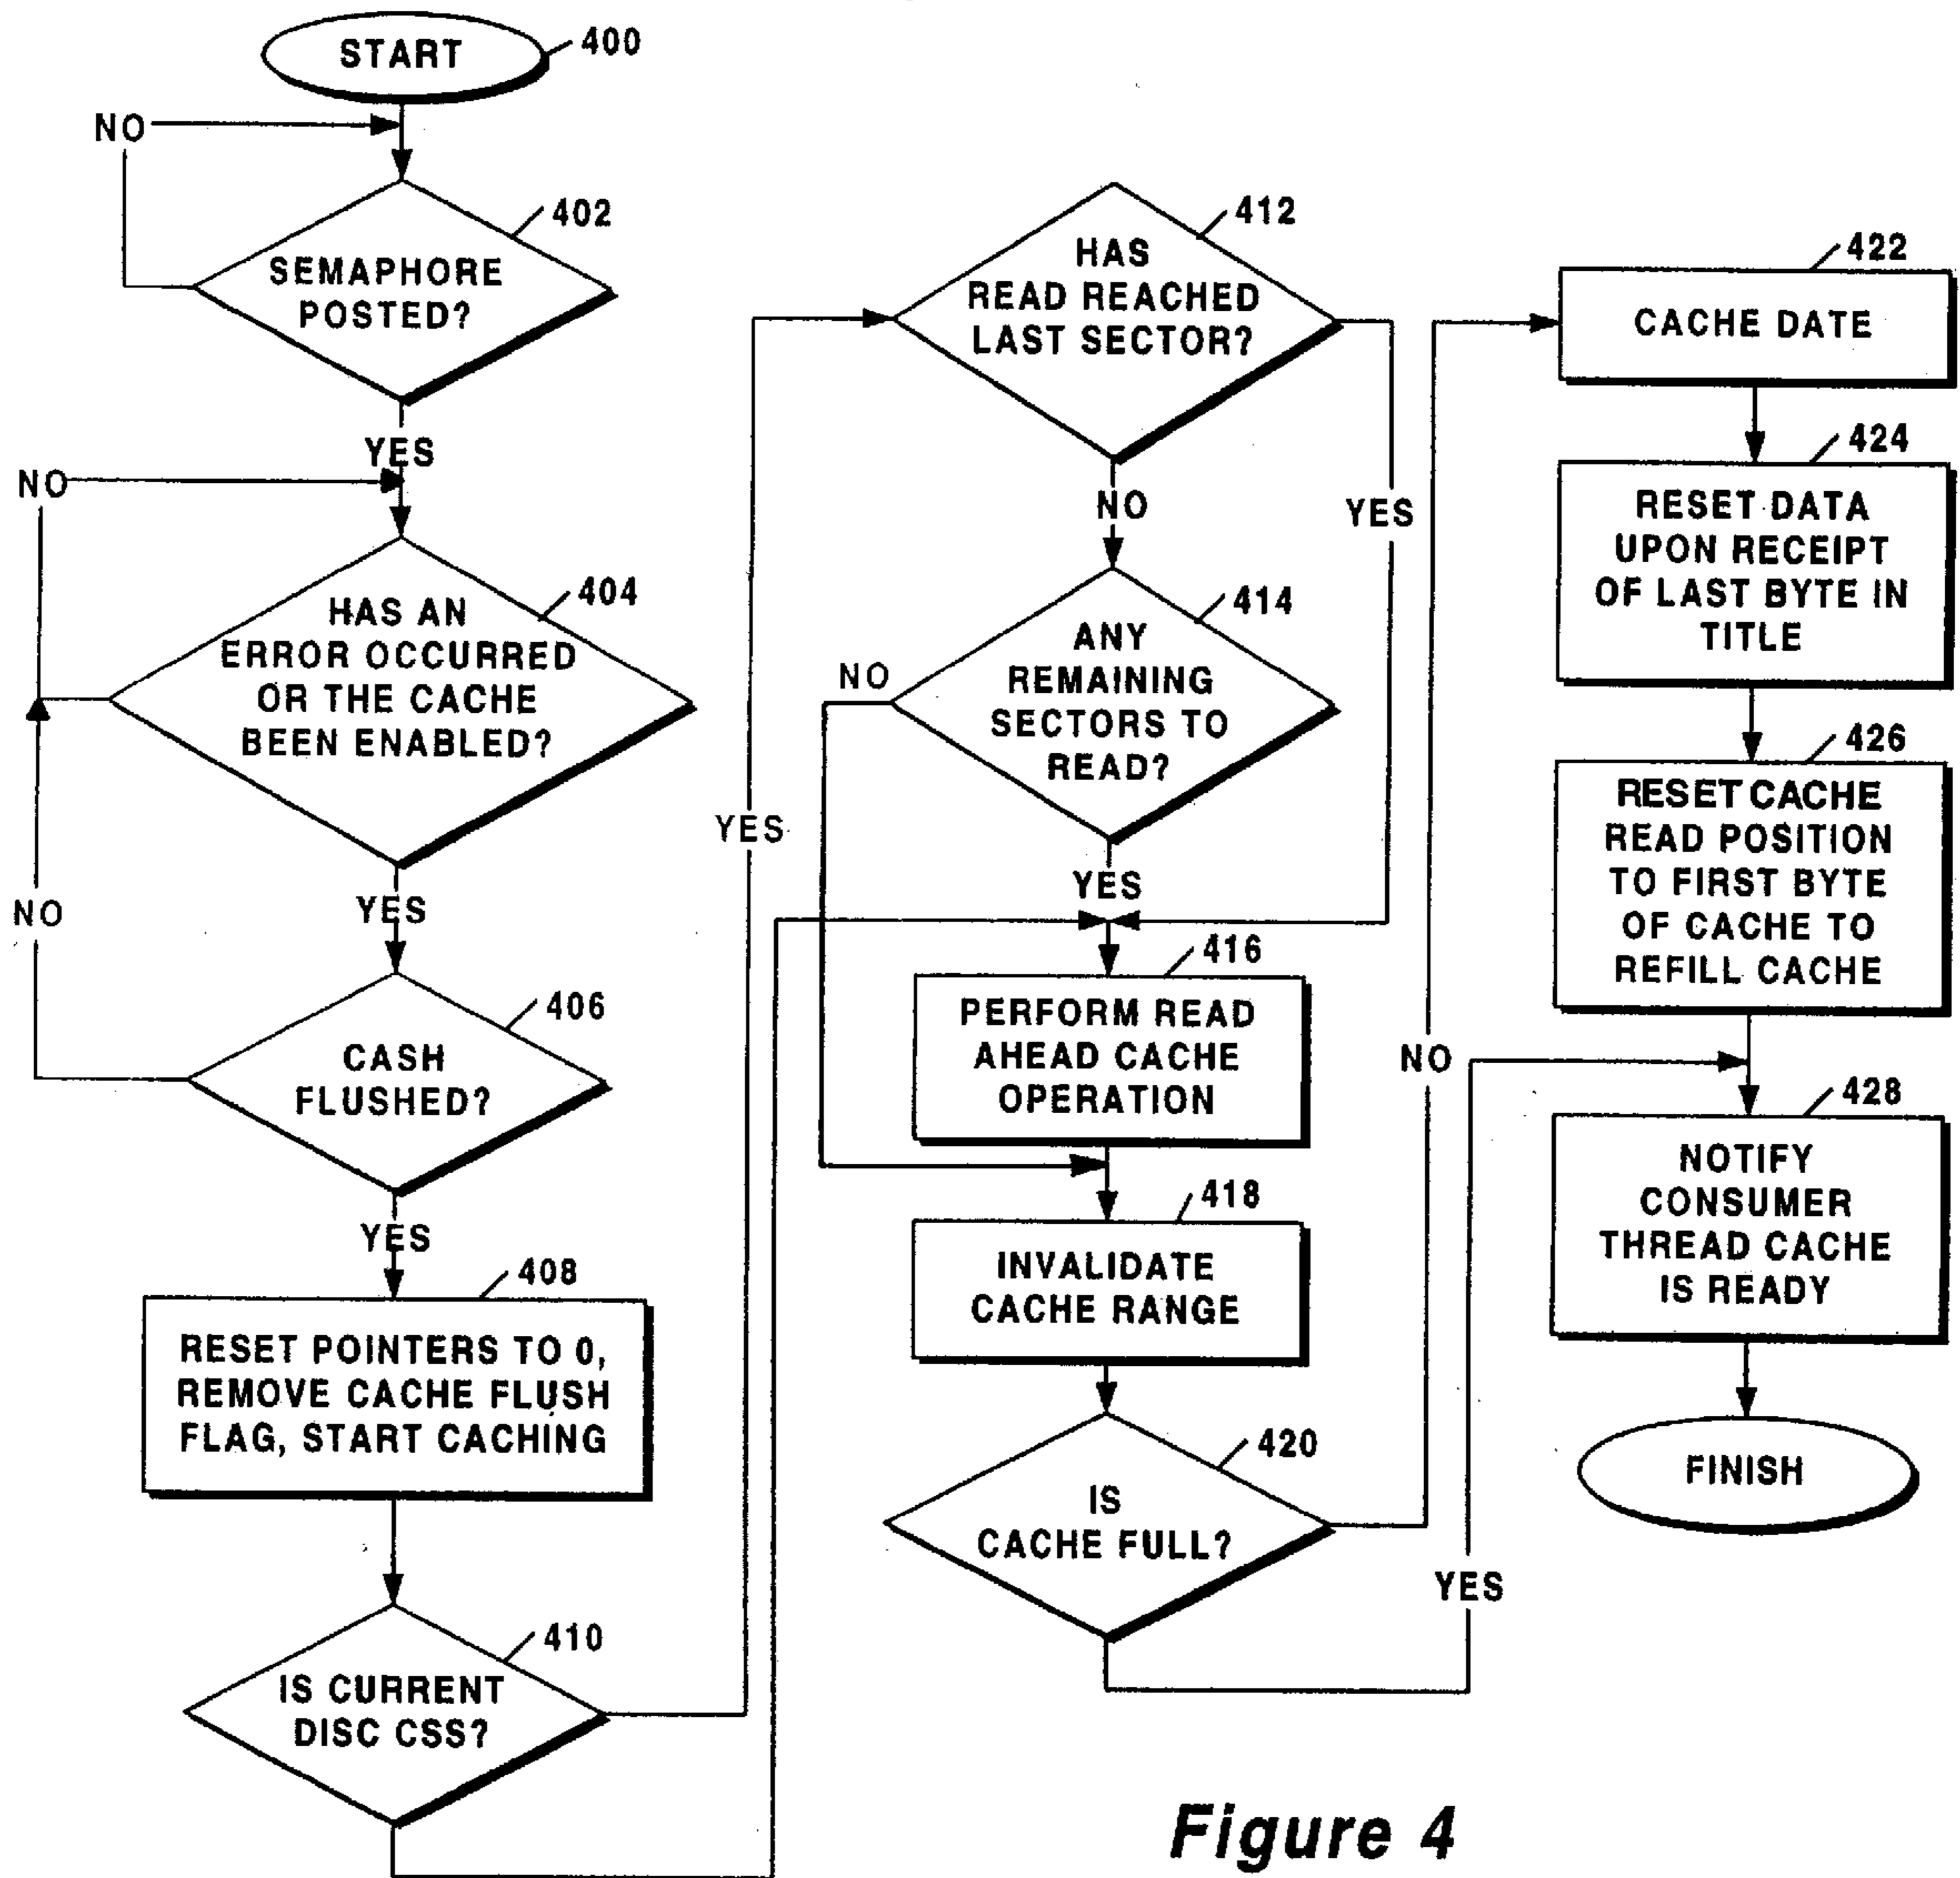 START
400
NO
402
SEMAPHORE
POSTED?
YES
NO
404
HAS AN
ERROR OCCURRED
OR THE CACHE
BEEN ENABLED?
YES
NO
406
CASH
FLUSHED?
YES
408
RESET POINTERS TO 0,
REMOVE CACHE FLUSH
FLAG, START CACHING
410
IS CURRENT
DISC CSS?
YES
412
HAS
READ REACHED
LAST SECTOR?
NO
YES
414
ANY
REMAINING
SECTORS TO
READ?
NO
YES
416
PERFORM READ
AHEAD CACHE
OPERATION
418
INVALIDATE
CACHE RANGE
420
IS
CACHE FULL?
NO
YES
422
CACHE DATE
424
RESET DATA
UPON RECEIPT
OF LAST BYTE IN
TITLE
426
RESET CACHE
READ POSITION
TO FIRST BYTE
OF CACHE TO
REFILL CACHE
428
NOTIFY
CONSUMER
THREAD CACHE
IS READY
FINISH
Figure 4